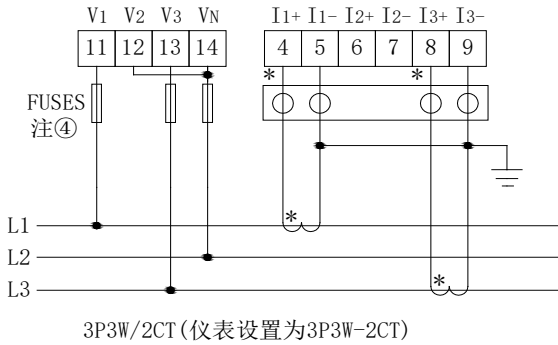 V1 V2 V3 VN I1+ I1- I2+ I2- I3+ I3-
11 12 13 14 4 5 6 7 8 9
* *
FUSES
注④
* *
L1
L2
L3
3P3W/2CT(仪表设置为3P3W-2CT)